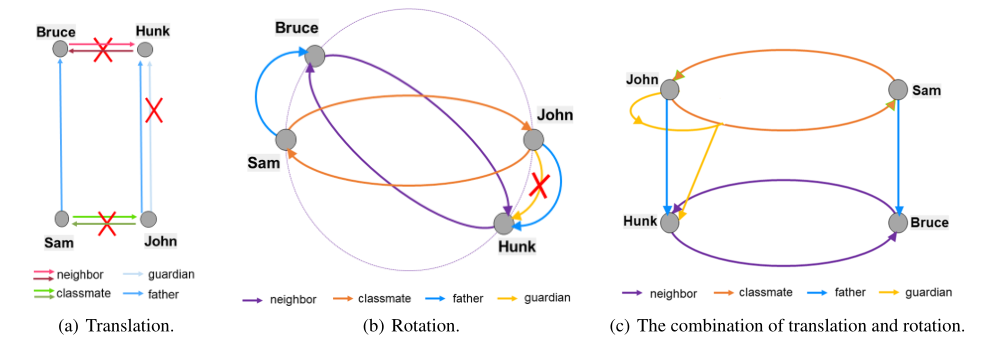 Bruce
Hunk
Sam
John
neighbor
guardian
classmate
father
(a) Translation.
Bruce
John
Sam
Hunk
neighbor classmate father guardian
(b) Rotation.
John
Sam
Hunk
Bruce
neighbor classmate father guardian
(c) The combination of translation and rotation.